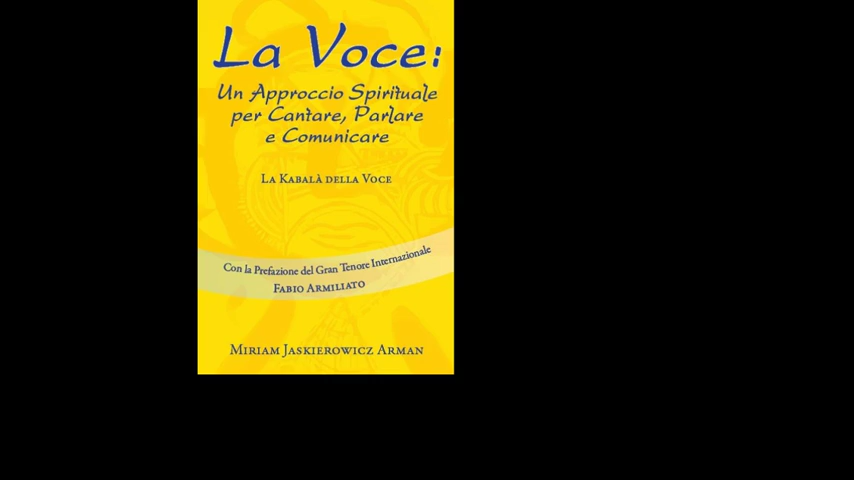 La Voce:
Un Approccio Spirituale
per Cantare, Parlare
e Comunicare
La Kabalà della Voce
Con la Prefazione del Gran Tenore Internazionale
Fabio Armiliato
Miriam Jaskierowicz Arman